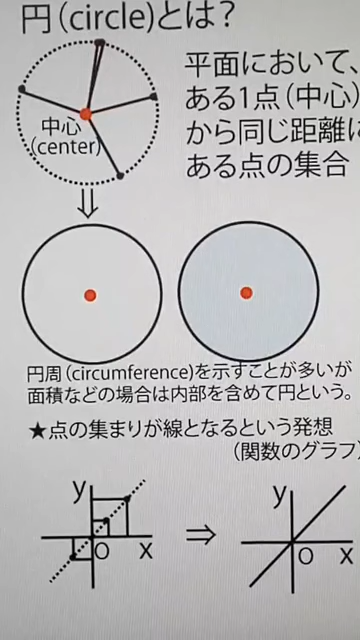 円(circle)とは？
平面において、
ある1点(中心)
から同じ距離に
ある点の集合
中心
(center)
⇓
円周(circumference)を示すことが多いが
面積などの場合は内部を含めて円という。
★点の集まりが線となるという発想
(関数のグラフ)
y
O x
⇒
y
O x